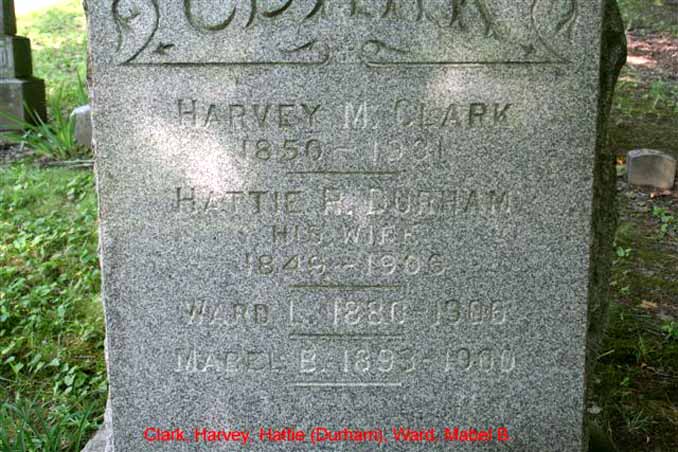 CLARK
HARVEY M. CLARK
1850 - 1931
HATTIE R. DURHAM
HIS WIFE
1849 - 1906
WARD L. 1880-1906
MABEL B. 1893-1900
Clark, Harvey, Hattie (Durham), Ward, Mabel B.